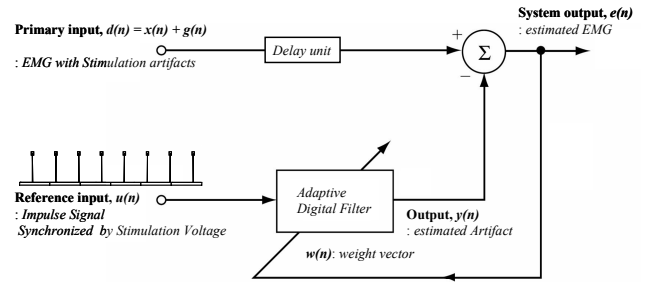 System output, e(n)
: estimated EMG
Primary input, d(n) = x(n) + g(n)
: EMG with Stimulation artifacts
Delay unit
+
Σ
−
Reference input, u(n)
: Impulse Signal
Synchronized by Stimulation Voltage
Adaptive
Digital Filter
Output, y(n)
: estimated Artifact
w(n): weight vector